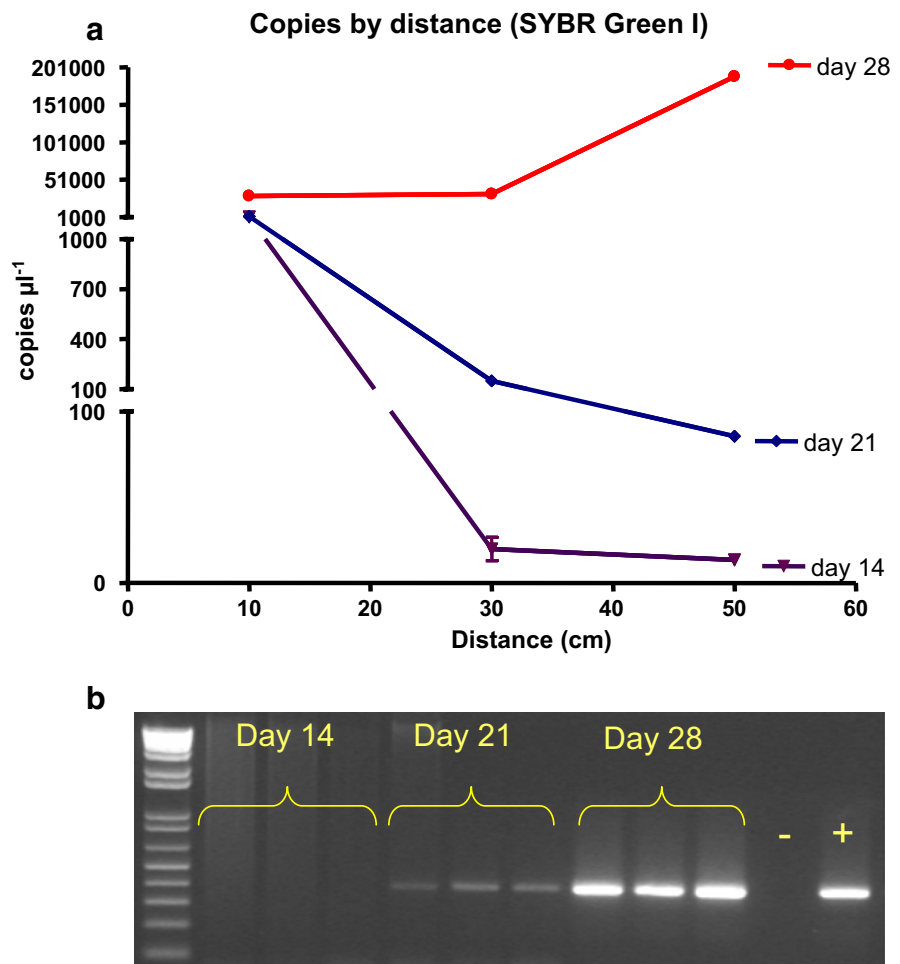 a
Copies by distance (SYBR Green I)
201000
151000
101000
51000
1000
1000
700
400
100
100
0
copies µl-1
0 10 20 30 40 50 60
Distance (cm)
day 28
day 21
day 14
b
Day 14 Day 21 Day 28
- +